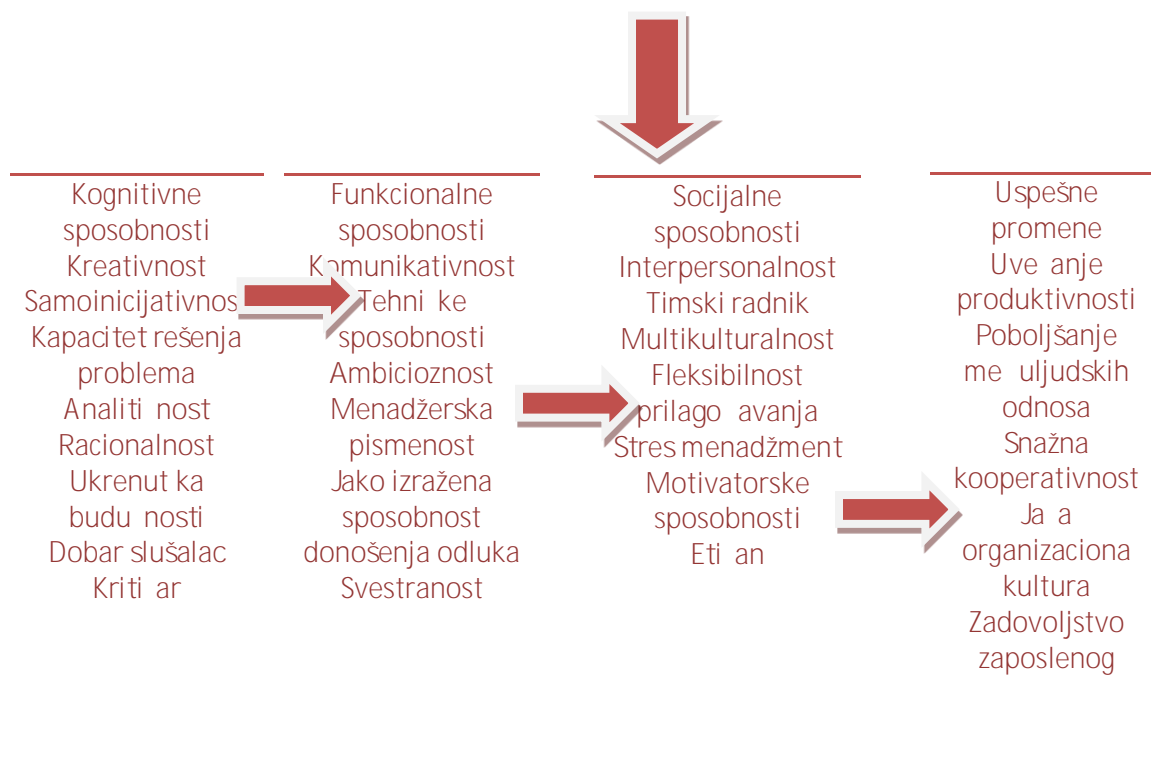 Kognitivne
sposobnosti
Kreativnost
Samoinicijativnos
Kapacitet rešenja
problema
Analiti nost
Racionalnost
Ukrenut ka
budu nosti
Dobar slušalac
Kriti ar
Funkcionalne
sposobnosti
Komunikativnost
Tehni ke
sposobnosti
Ambicioznost
Menadžerska
pismenost
Jako izražena
sposobnost
donošenja odluka
Svestranost
Socijalne
sposobnosti
Interpersonalnost
Timski radnik
Multikulturalnost
Fleksibilnost
prilago avanja
Stres menadžment
Motivatorske
sposobnosti
Eti an
Uspešne
promene
Uve anje
produktivnosti
Poboljšanje
me uljudskih
odnosa
Snažna
kooperativnost
Ja a
organizaciona
kultura
Zadovoljstvo
zaposlenog